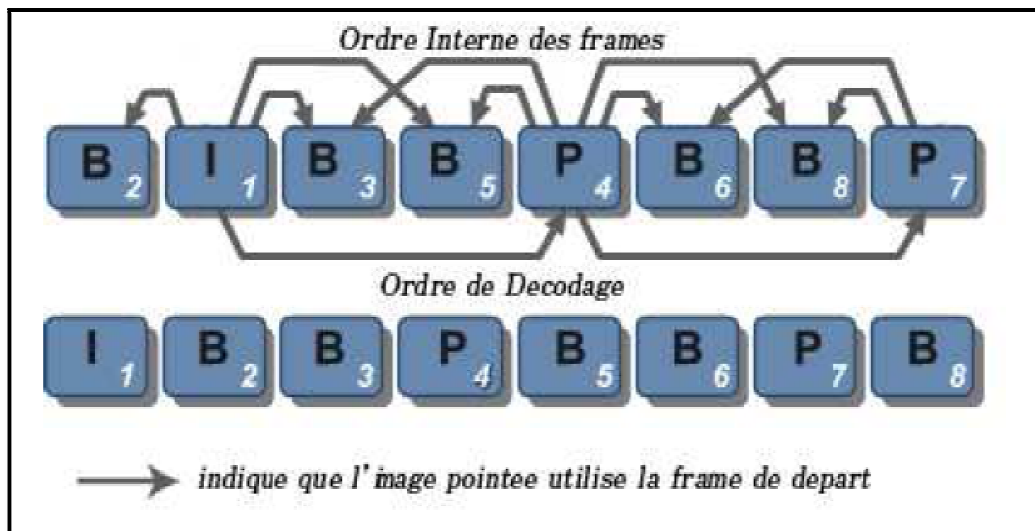 Ordre Interne des frames
B 2 I 1 B 3 B 5 P 4 B 6 B 8 P 7
Ordre de Decodage
I 1 B 2 B 3 P 4 B 5 B 6 P 7 B 8
indique que l'image pointee utilise la frame de depart